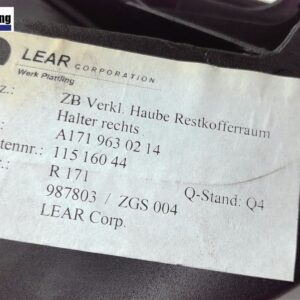 LEAR CORPORATION
Werk Plattling
z.: ZB Verkl. Haube Restkofferraum
Halter rechts
A171 963 02 14
tennr.: 115 160 44
R 171 Q-Stand: Q4
987803 / ZGS 004
LEAR Corp.